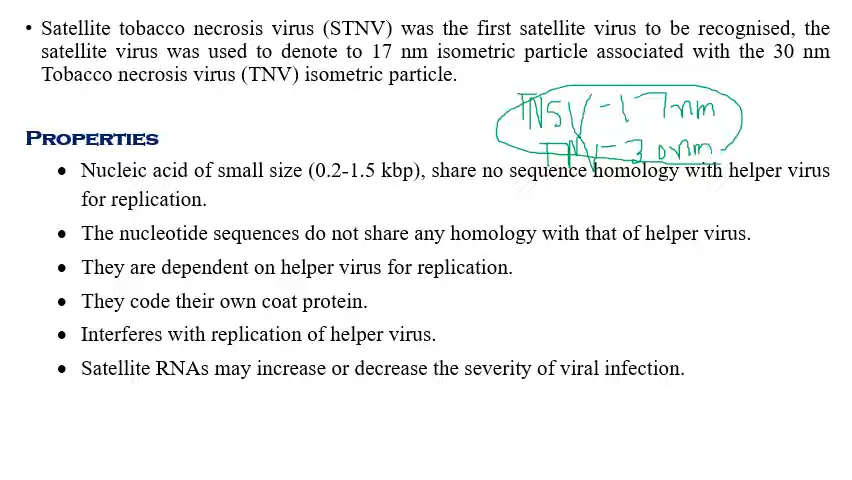 • Satellite tobacco necrosis virus (STNV) was the first satellite virus to be recognised, the
satellite virus was used to denote to 17 nm isometric particle associated with the 30 nm
Tobacco necrosis virus (TNV) isometric particle.
TNSV - 17nm
TNV - 30nm
PROPERTIES
• Nucleic acid of small size (0.2-1.5 kbp), share no sequence homology with helper virus
for replication.
• The nucleotide sequences do not share any homology with that of helper virus.
• They are dependent on helper virus for replication.
• They code their own coat protein.
• Interferes with replication of helper virus.
• Satellite RNAs may increase or decrease the severity of viral infection.